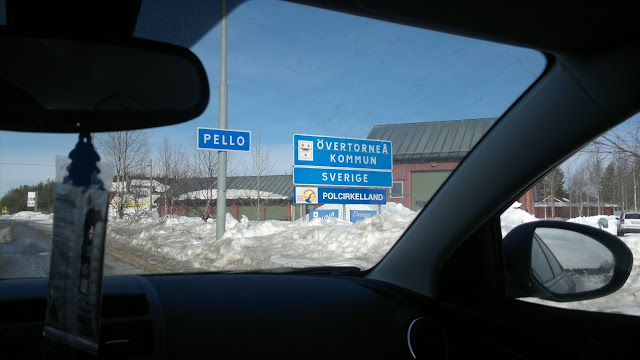 PELLO
ÖVERTORNEÅ
KOMMUN
SVERIGE
POLCIRKELLAND